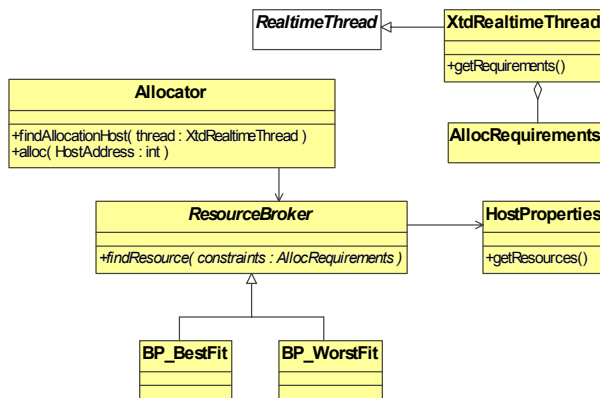 RealtimeThread
XtdRealtimeThread
+getRequirements()
Allocator
+findAllocationHost( thread : XtdRealtimeThread )
+alloc( HostAddress : int )
AllocRequirements
ResourceBroker
+findResource( constraints : AllocRequirements )
HostProperties
+getResources()
BP_BestFit
BP_WorstFit